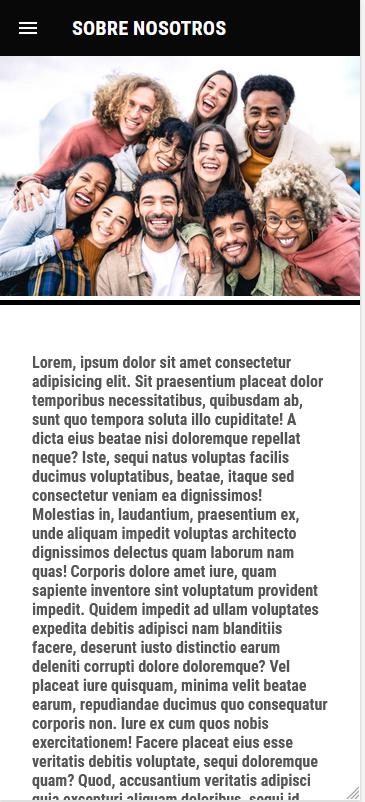 SOBRE NOSOTROS
Lorem, ipsum dolor sit amet consectetur
adipisicing elit. Sit praesentium placeat dolor
temporibus necessitatibus, quibusdam ab,
sunt quo tempora soluta illo cupiditate! A
dicta eius beatae nisi doloremque repellat
neque? Iste, sequi natus voluptas facilis
ducimus voluptatibus, beatae, itaque sed
consectetur veniam ea dignissimos!
Molestias in, laudantium, praesentium ex,
unde aliquam impedit voluptas architecto
dignissimos delectus quam laborum nam
quas! Corporis dolore amet iure, quam
sapiente inventore sint voluptatum provident
impedit. Quidem impedit ad ullam voluptates
expedita debitis adipisci nam blanditiis
facere, deserunt iusto distinctio earum
deleniti corrupti dolore doloremque? Vel
placeat iure quisquam, minima velit beatae
earum, repudiandae ducimus quo consequatur
corporis non. Iure ex cum quos nobis
exercitationem! Facere placeat eius esse
veritatis debitis voluptate, sequi doloremque
quam? Quod, accusantium veritatis adipisci
quia excepturi aliquam doloribus, sequi id